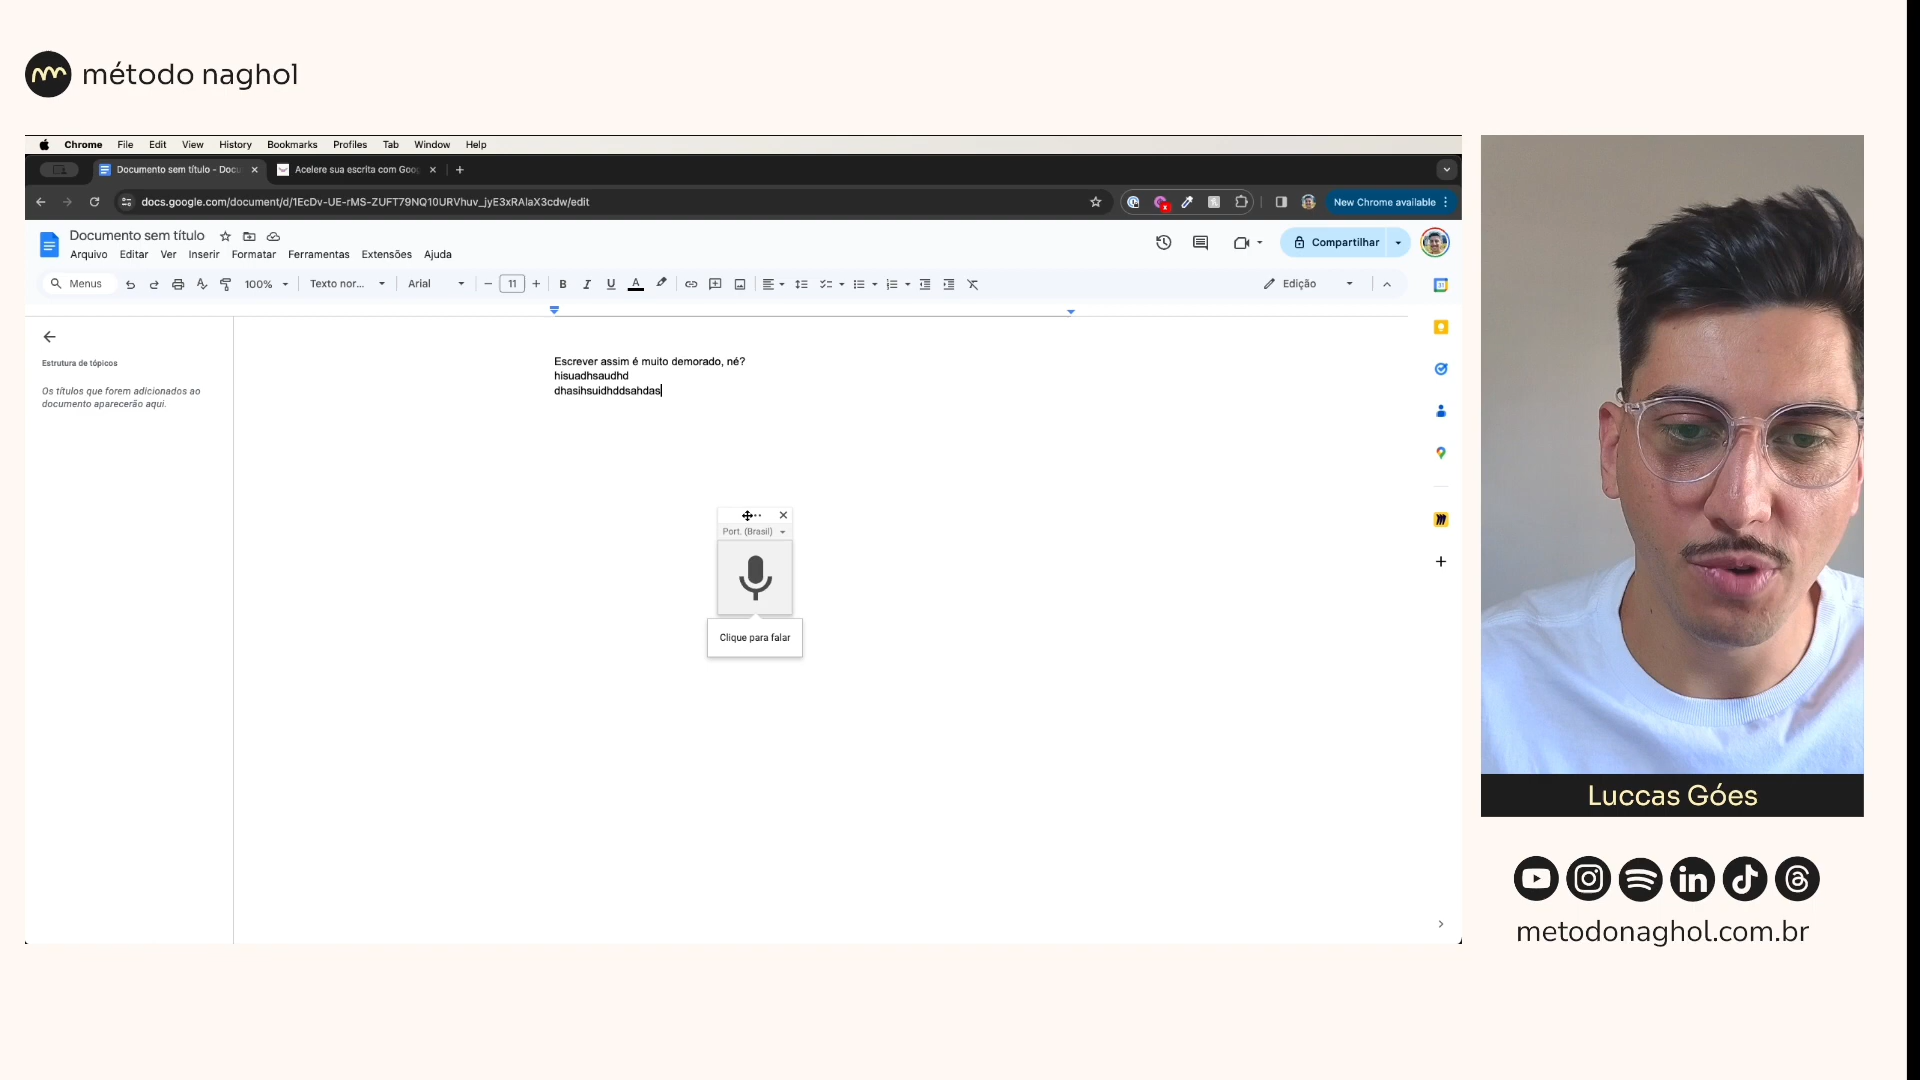 método naghol
Chrome File Edit View History Bookmarks Profiles Tab Window Help
Documento sem título - Docu
Acelere sua escrita com Goog
docs.google.com/document/d/1EcDv-UE-rMS-ZUFT79NQ10URVhuv_jyE3xRAlaX3cdw/edit
New Chrome available
Documento sem título
Compartilhar
Arquivo Editar Ver Inserir Formatar Ferramentas Extensões Ajuda
Menus 100% Texto nor... Arial 11 B I U A Edição
Estrutura de tópicos
Os títulos que forem adicionados ao
documento aparecerão aqui.
Escrever assim é muito demorado, né?
hisuadhsaudhd
dhasihsuidhddsahdas
Port. (Brasil)
Clique para falar
Luccas Góes
metodonaghol.com.br